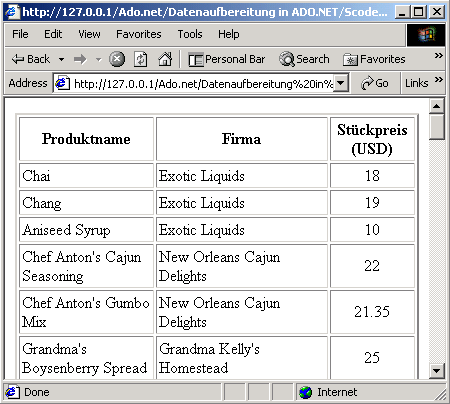 http://127.0.0.1/Ado.net/Datenaufbereitung in ADO.NET/Scode...
File Edit View Favorites Tools Help
Back Personal Bar Search Favorites »
Address http://127.0.0.1/Ado.net/Datenaufbereitung%20in% Go Links »
Produktname Firma Stückpreis
(USD)
Chai Exotic Liquids 18
Chang Exotic Liquids 19
Aniseed Syrup Exotic Liquids 10
Chef Anton's Cajun New Orleans Cajun 22
Seasoning Delights
Chef Anton's Gumbo New Orleans Cajun 21.35
Mix Delights
Grandma's Grandma Kelly's 25
Boysenberry Spread Homestead
Done Internet